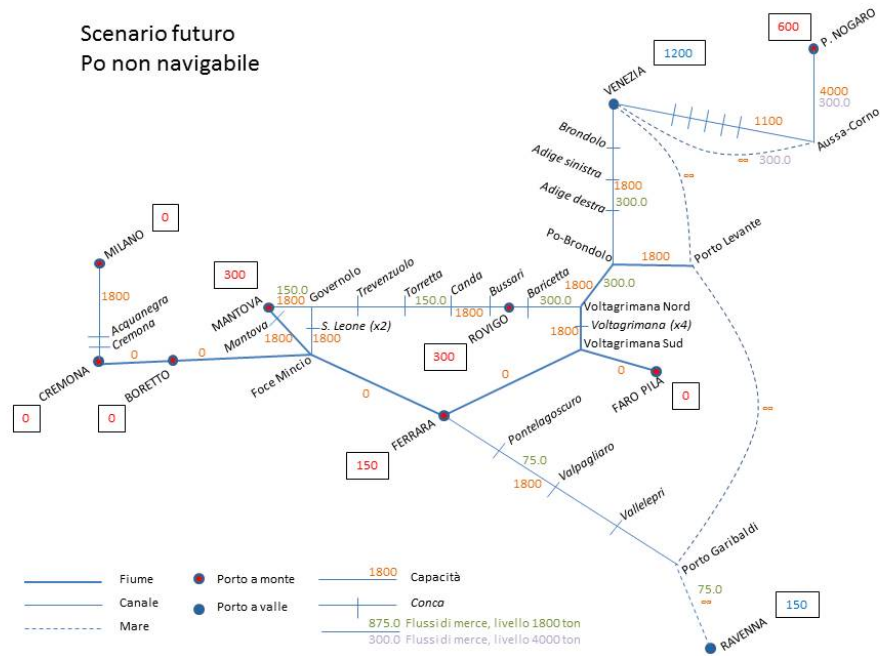 Scenario futuro
Po non navigabile
600
P. NOGARO
1200
VENEZIA
4000
300.0
1100
Aussa-Corno
∞
300.0
Brondolo
Adige sinistra
1800
300.0
Adige destra
∞
Po-Brondolo
1800
Porto Levante
0
MILANO
1800
Acquanegra
Cremona
CREMONA
0
0
BORETTO
0
0
300
150.0
1800
MANTOVA
Mantova
1800
Governolo
Trevenzuolo
Torretta
150.0
Canda
1800
Bussari
ROVIGO
Baricetta
300.0
1800
300.0
S. Leone (x2)
1800
Foce Mincio
300
Voltagrimana Nord
1800
Voltagrimana (x4)
Voltagrimana Sud
0
0
FARO PILA
0
0
FERRARA
150
Pontelagoscuro
75.0
1800
Valpagliaro
Vallelepri
∞
Porto Garibaldi
75.0
∞
150
RAVENNA
Fiume
Canale
Mare
Porto a monte
Porto a valle
1800
Capacità
Conca
875.0 Flussi di merce, livello 1800 ton
300.0 Flussi di merce, livello 4000 ton